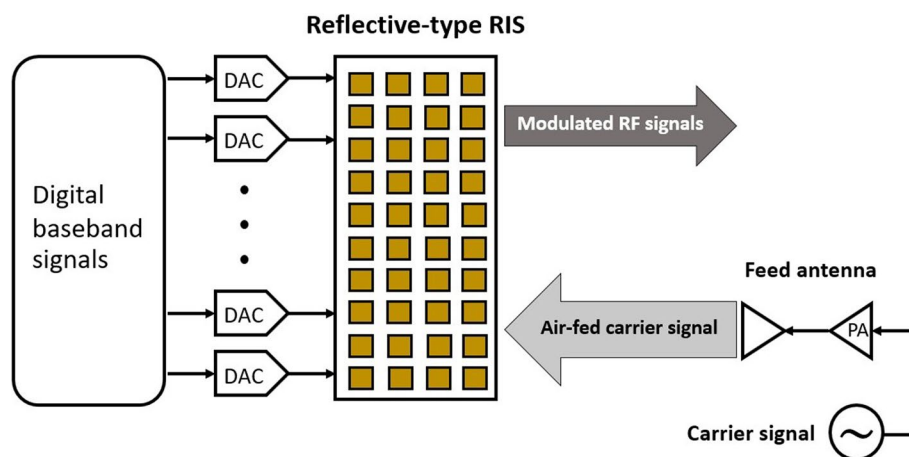 Reflective-type RIS
DAC
DAC
Digital
baseband
signals
DAC
DAC
Modulated RF signals
Air-fed carrier signal
Feed antenna
PA
Carrier signal